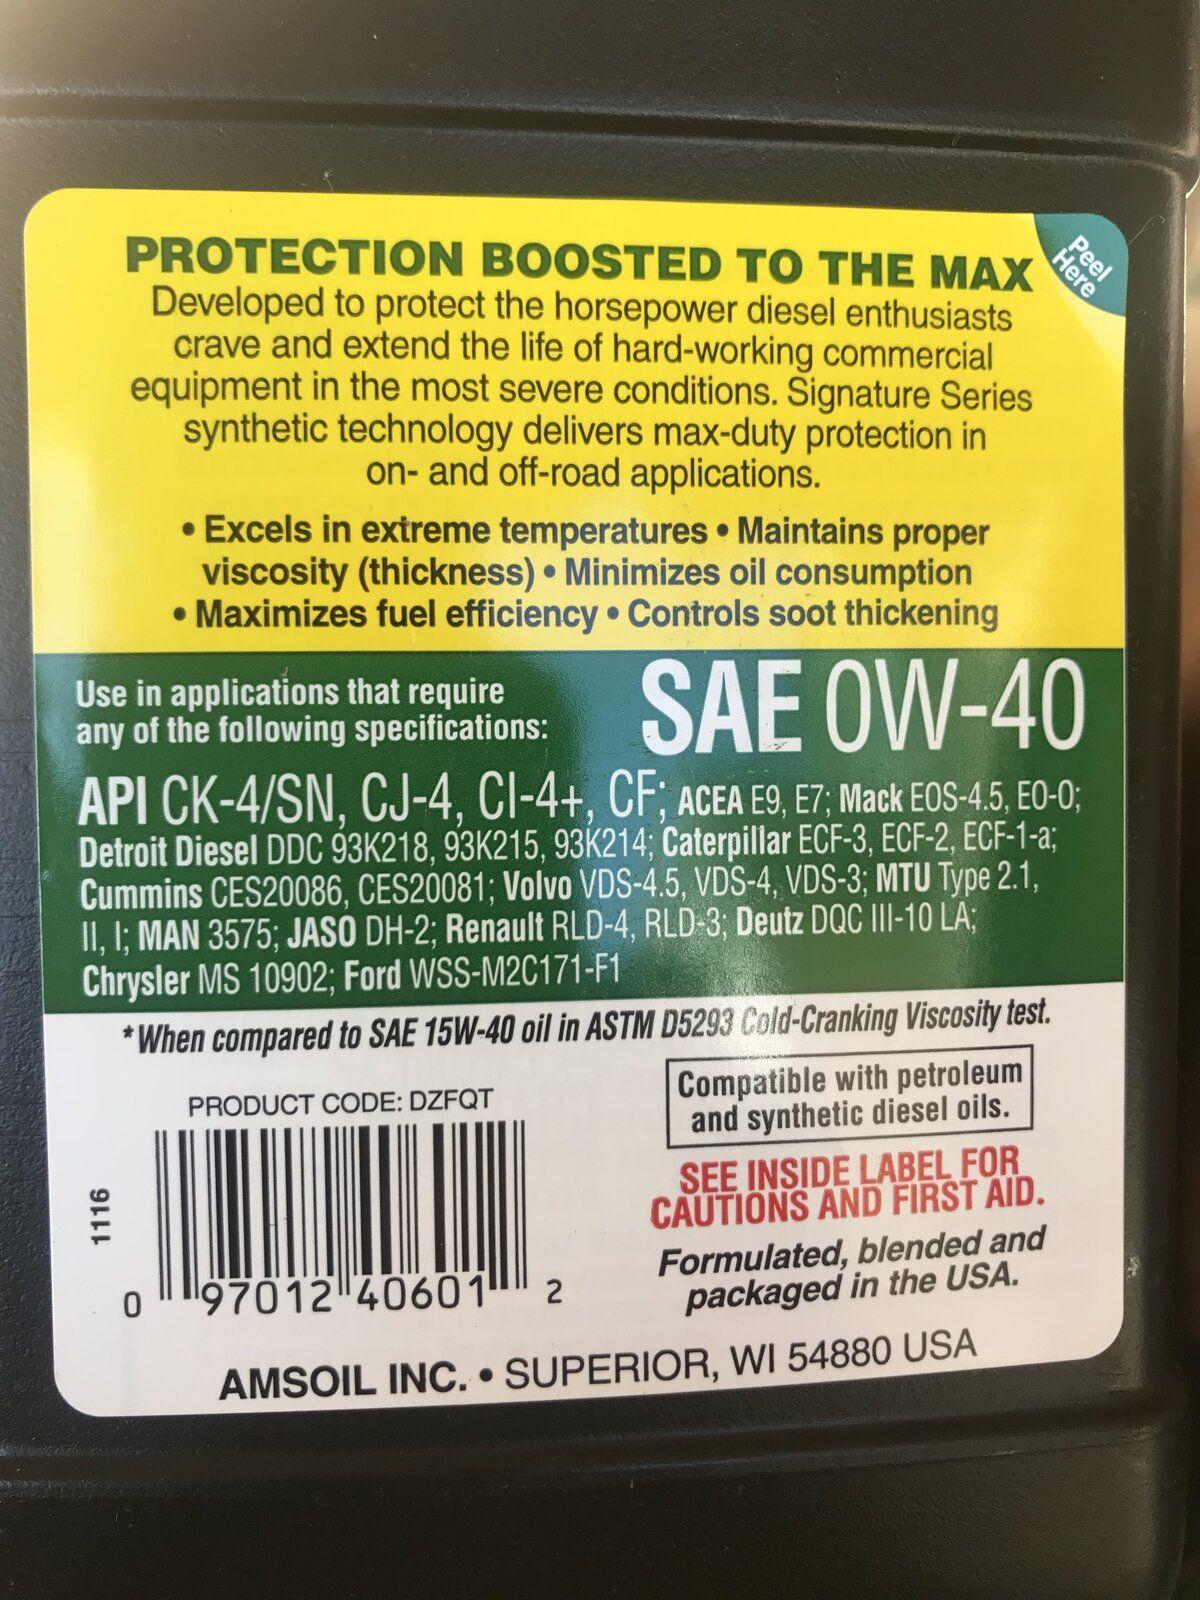 PROTECTION BOOSTED TO THE MAX
Peel
Here
Developed to protect the horsepower diesel enthusiasts
crave and extend the life of hard-working commercial
equipment in the most severe conditions. Signature Series
synthetic technology delivers max-duty protection in
on- and off-road applications.
• Excels in extreme temperatures • Maintains proper
viscosity (thickness) • Minimizes oil consumption
• Maximizes fuel efficiency • Controls soot thickening
Use in applications that require
any of the following specifications:
SAE 0W-40
API CK-4/SN, CJ-4, CI-4+, CF; ACEA E9, E7; Mack EOS-4.5, EO-O;
Detroit Diesel DDC 93K218, 93K215, 93K214; Caterpillar ECF-3, ECF-2, ECF-1-a;
Cummins CES20086, CES20081; Volvo VDS-4.5, VDS-4, VDS-3; MTU Type 2.1,
II, I; MAN 3575; JASO DH-2; Renault RLD-4, RLD-3; Deutz DQC III-10 LA;
Chrysler MS 10902; Ford WSS-M2C171-F1
*When compared to SAE 15W-40 oil in ASTM D5293 Cold-Cranking Viscosity test.
PRODUCT CODE: DZFQT
1116
0 97012 40601 2
Compatible with petroleum
and synthetic diesel oils.
SEE INSIDE LABEL FOR
CAUTIONS AND FIRST AID.
Formulated, blended and
packaged in the USA.
AMSOIL INC. • SUPERIOR, WI 54880 USA